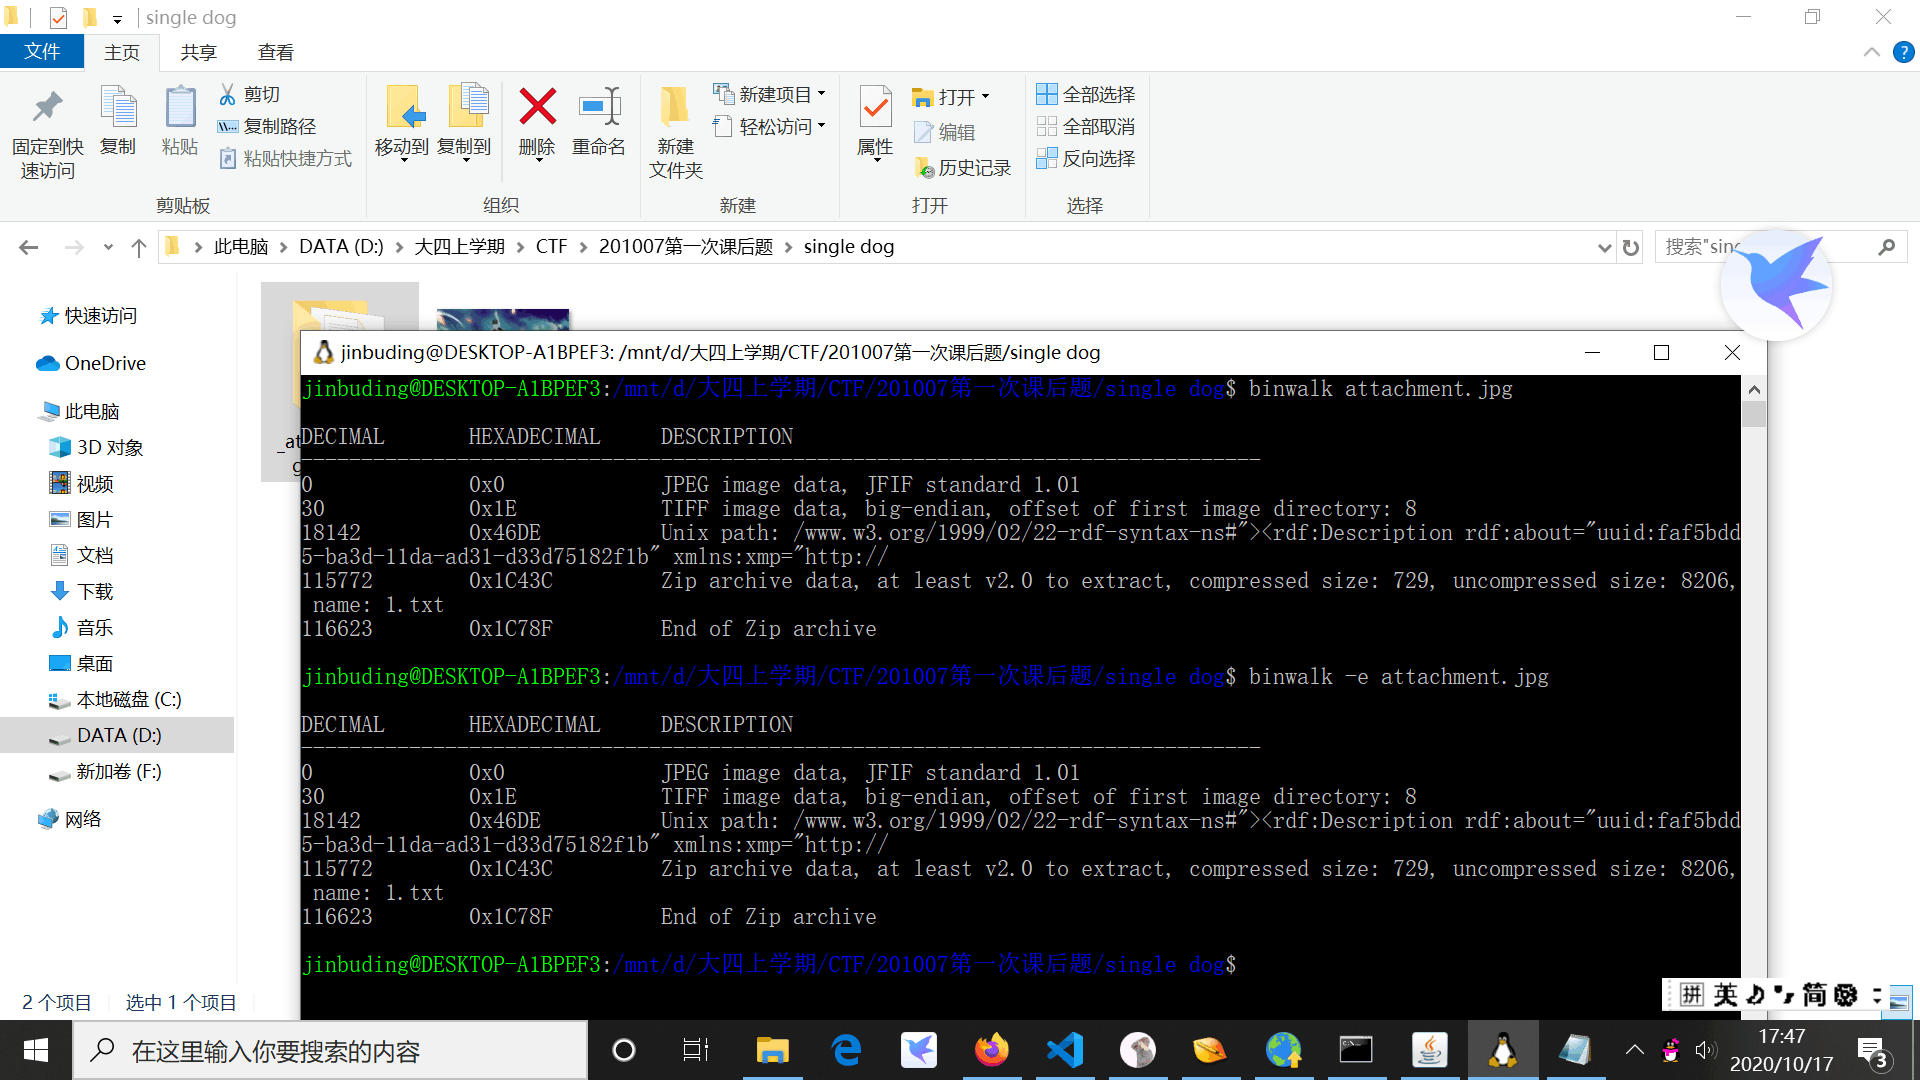 single dog
文件 主页 共享 查看
固定到快速访问
复制
粘贴
剪切
复制路径
粘贴快捷方式
剪贴板
移动到
复制到
删除
重命名
组织
新建文件夹
新建项目
轻松访问
新建
属性
打开
编辑
历史记录
打开
全部选择
全部取消
反向选择
选择
此电脑 > DATA (D:) > 大四上学期 > CTF > 201007第一次课后题 > single dog
搜索"sin
快速访问
OneDrive
此电脑
3D 对象
视频
图片
文档
下载
音乐
桌面
本地磁盘 (C:)
DATA (D:)
新加卷 (F:)
网络
_at
g
jinbuding@DESKTOP-A1BPEF3: /mnt/d/大四上学期/CTF/201007第一次课后题/single dog
jinbuding@DESKTOP-A1BPEF3:/mnt/d/大四上学期/CTF/201007第一次课后题/single dog$ binwalk attachment.jpg
DECIMAL HEXADECIMAL DESCRIPTION
--------------------------------------------------------------------------------
0 0x0 JPEG image data, JFIF standard 1.01
30 0x1E TIFF image data, big-endian, offset of first image directory: 8
18142 0x46DE Unix path: /www.w3.org/1999/02/22-rdf-syntax-ns#"><rdf:Description rdf:about="uuid:faf5bdd
5-ba3d-11da-ad31-d33d75182f1b" xmlns:xmp="http://
115772 0x1C43C Zip archive data, at least v2.0 to extract, compressed size: 729, uncompressed size: 8206,
name: 1.txt
116623 0x1C78F End of Zip archive
jinbuding@DESKTOP-A1BPEF3:/mnt/d/大四上学期/CTF/201007第一次课后题/single dog$ binwalk -e attachment.jpg
DECIMAL HEXADECIMAL DESCRIPTION
--------------------------------------------------------------------------------
0 0x0 JPEG image data, JFIF standard 1.01
30 0x1E TIFF image data, big-endian, offset of first image directory: 8
18142 0x46DE Unix path: /www.w3.org/1999/02/22-rdf-syntax-ns#"><rdf:Description rdf:about="uuid:faf5bdd
5-ba3d-11da-ad31-d33d75182f1b" xmlns:xmp="http://
115772 0x1C43C Zip archive data, at least v2.0 to extract, compressed size: 729, uncompressed size: 8206,
name: 1.txt
116623 0x1C78F End of Zip archive
jinbuding@DESKTOP-A1BPEF3:/mnt/d/大四上学期/CTF/201007第一次课后题/single dog$
2 个项目 选中 1 个项目
拼 英 简
在这里输入你要搜索的内容
17:47
2020/10/17
3